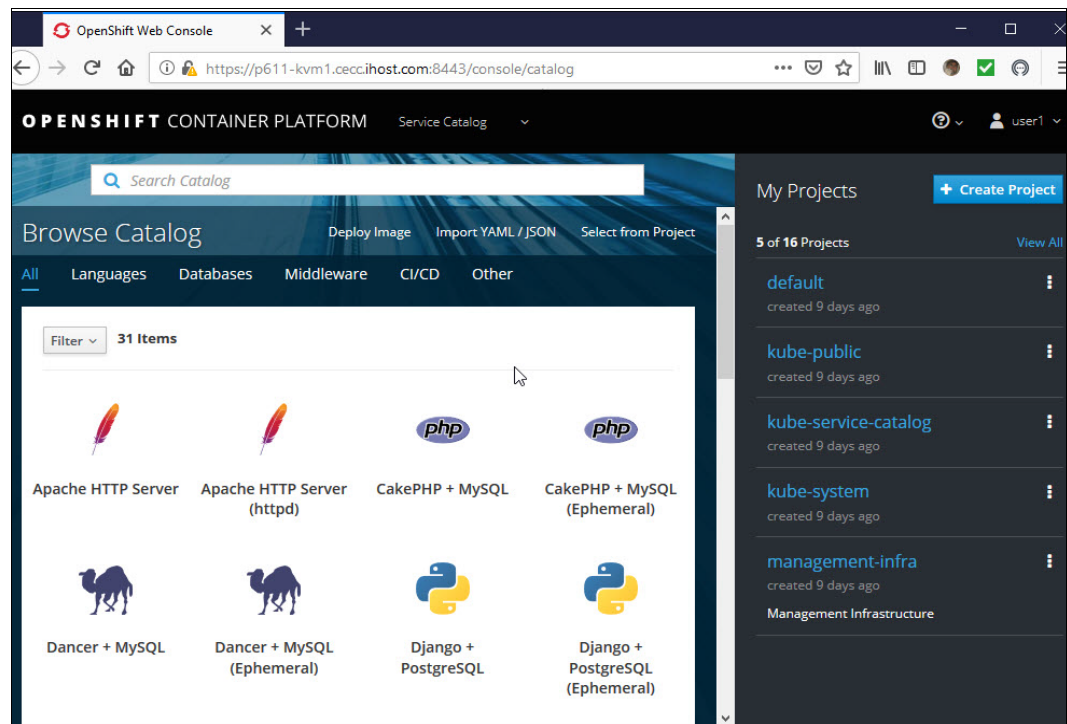 OpenShift Web Console
https://p611-kvm1.cecc.ihost.com:8443/console/catalog
OPENSHIFT CONTAINER PLATFORM Service Catalog user1
Search Catalog
Browse Catalog Deploy Image Import YAML / JSON Select from Project
All Languages Databases Middleware CI/CD Other
Filter 31 Items
php php
Apache HTTP Server Apache HTTP Server CakePHP + MySQL CakePHP + MySQL
(httpd) (Ephemeral)
Dancer + MySQL Dancer + MySQL Django + Django +
(Ephemeral) PostgreSQL PostgreSQL
(Ephemeral)
My Projects + Create Project
5 of 16 Projects View All
default
created 9 days ago
kube-public
created 9 days ago
kube-service-catalog
created 9 days ago
kube-system
created 9 days ago
management-infra
created 9 days ago
Management Infrastructure